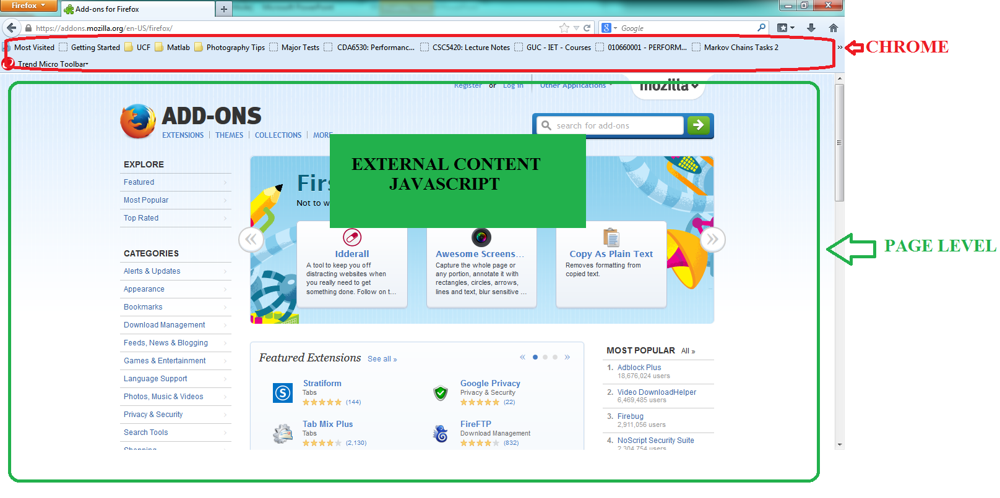 Firefox
Add-ons for Firefox
Microsoft PowerPoint
https://addons.mozilla.org/en-US/firefox/
Google
Most Visited Getting Started UCF Matlab Photography Tips Major Tests CDA6530: Performanc... CSC5420: Lecture Notes GUC - IET - Courses 010660001 - PERFORM... Markov Chains Tasks 2 »
CHROME
Trend Micro Toolbar
Register or Log in Other Applications
mozilla
ADD-ONS
EXTENSIONS | THEMES | COLLECTIONS | MORE
search for add-ons
EXTERNAL CONTENT
JAVASCRIPT
EXPLORE
Featured
Most Popular
Top Rated
Firs
Not to w
PAGE LEVEL
CATEGORIES
Alerts & Updates
Appearance
Bookmarks
Download Management
Feeds, News & Blogging
Games & Entertainment
Language Support
Photos, Music & Videos
Privacy & Security
Search Tools
Shopping
Idderall
A tool to keep you off
distracting websites when
you really need to get
something done. Follow on t...
Awesome Screens...
Capture the whole page or
any portion, annotate it with
rectangles, circles, arrows,
lines and text, blur sensitive ...
Copy As Plain Text
Removes formatting from
copied text.
Featured Extensions See all »
« »
Stratiform
Tabs
(144)
Google Privacy
Privacy & Security
(22)
Tab Mix Plus
Tabs
(2,130)
FireFTP
Download Management
(832)
MOST POPULAR All »
1. Adblock Plus
18,676,024 users
2. Video DownloadHelper
6,469,485 users
3. Firebug
2,911,056 users
4. NoScript Security Suite
2,304,754 users